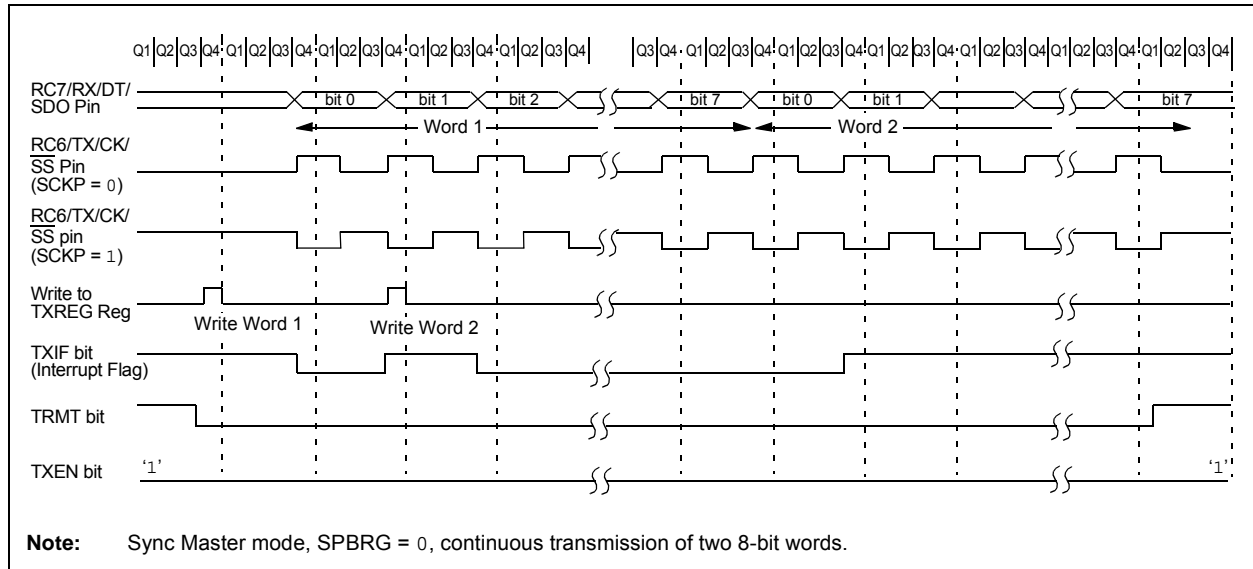 Q1 Q2 Q3 Q4 Q1 Q2 Q3 Q4 Q1 Q2 Q3 Q4 Q1 Q2 Q3 Q4 Q1 Q2 Q3 Q4 Q3 Q4 Q1 Q2 Q3 Q4 Q1 Q2 Q3 Q4 Q1 Q2 Q3 Q4 Q1 Q2 Q3 Q4 Q1 Q2 Q3 Q4 Q1 Q2 Q3 Q4
RC7/RX/DT/
SDO Pin
bit 0 bit 1 bit 2 bit 7 bit 0 bit 1 bit 7
Word 1 Word 2
RC6/TX/CK/
SS Pin
(SCKP = 0)
RC6/TX/CK/
SS pin
(SCKP = 1)
Write to
TXREG Reg
Write Word 1 Write Word 2
TXIF bit
(Interrupt Flag)
TRMT bit
TXEN bit '1' '1'
Note: Sync Master mode, SPBRG = 0, continuous transmission of two 8-bit words.